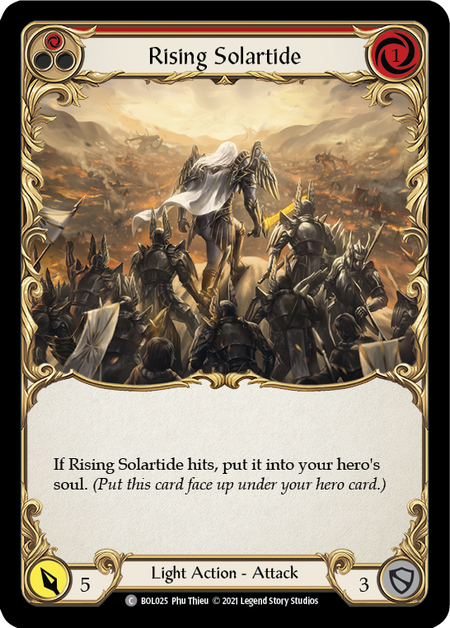 Rising Solartide
1
If Rising Solartide hits, put it into your hero's
soul. (Put this card face up under your hero card.)
5
Light Action - Attack
3
C BOL025 Phu Thieu © 2021 Legend Story Studios